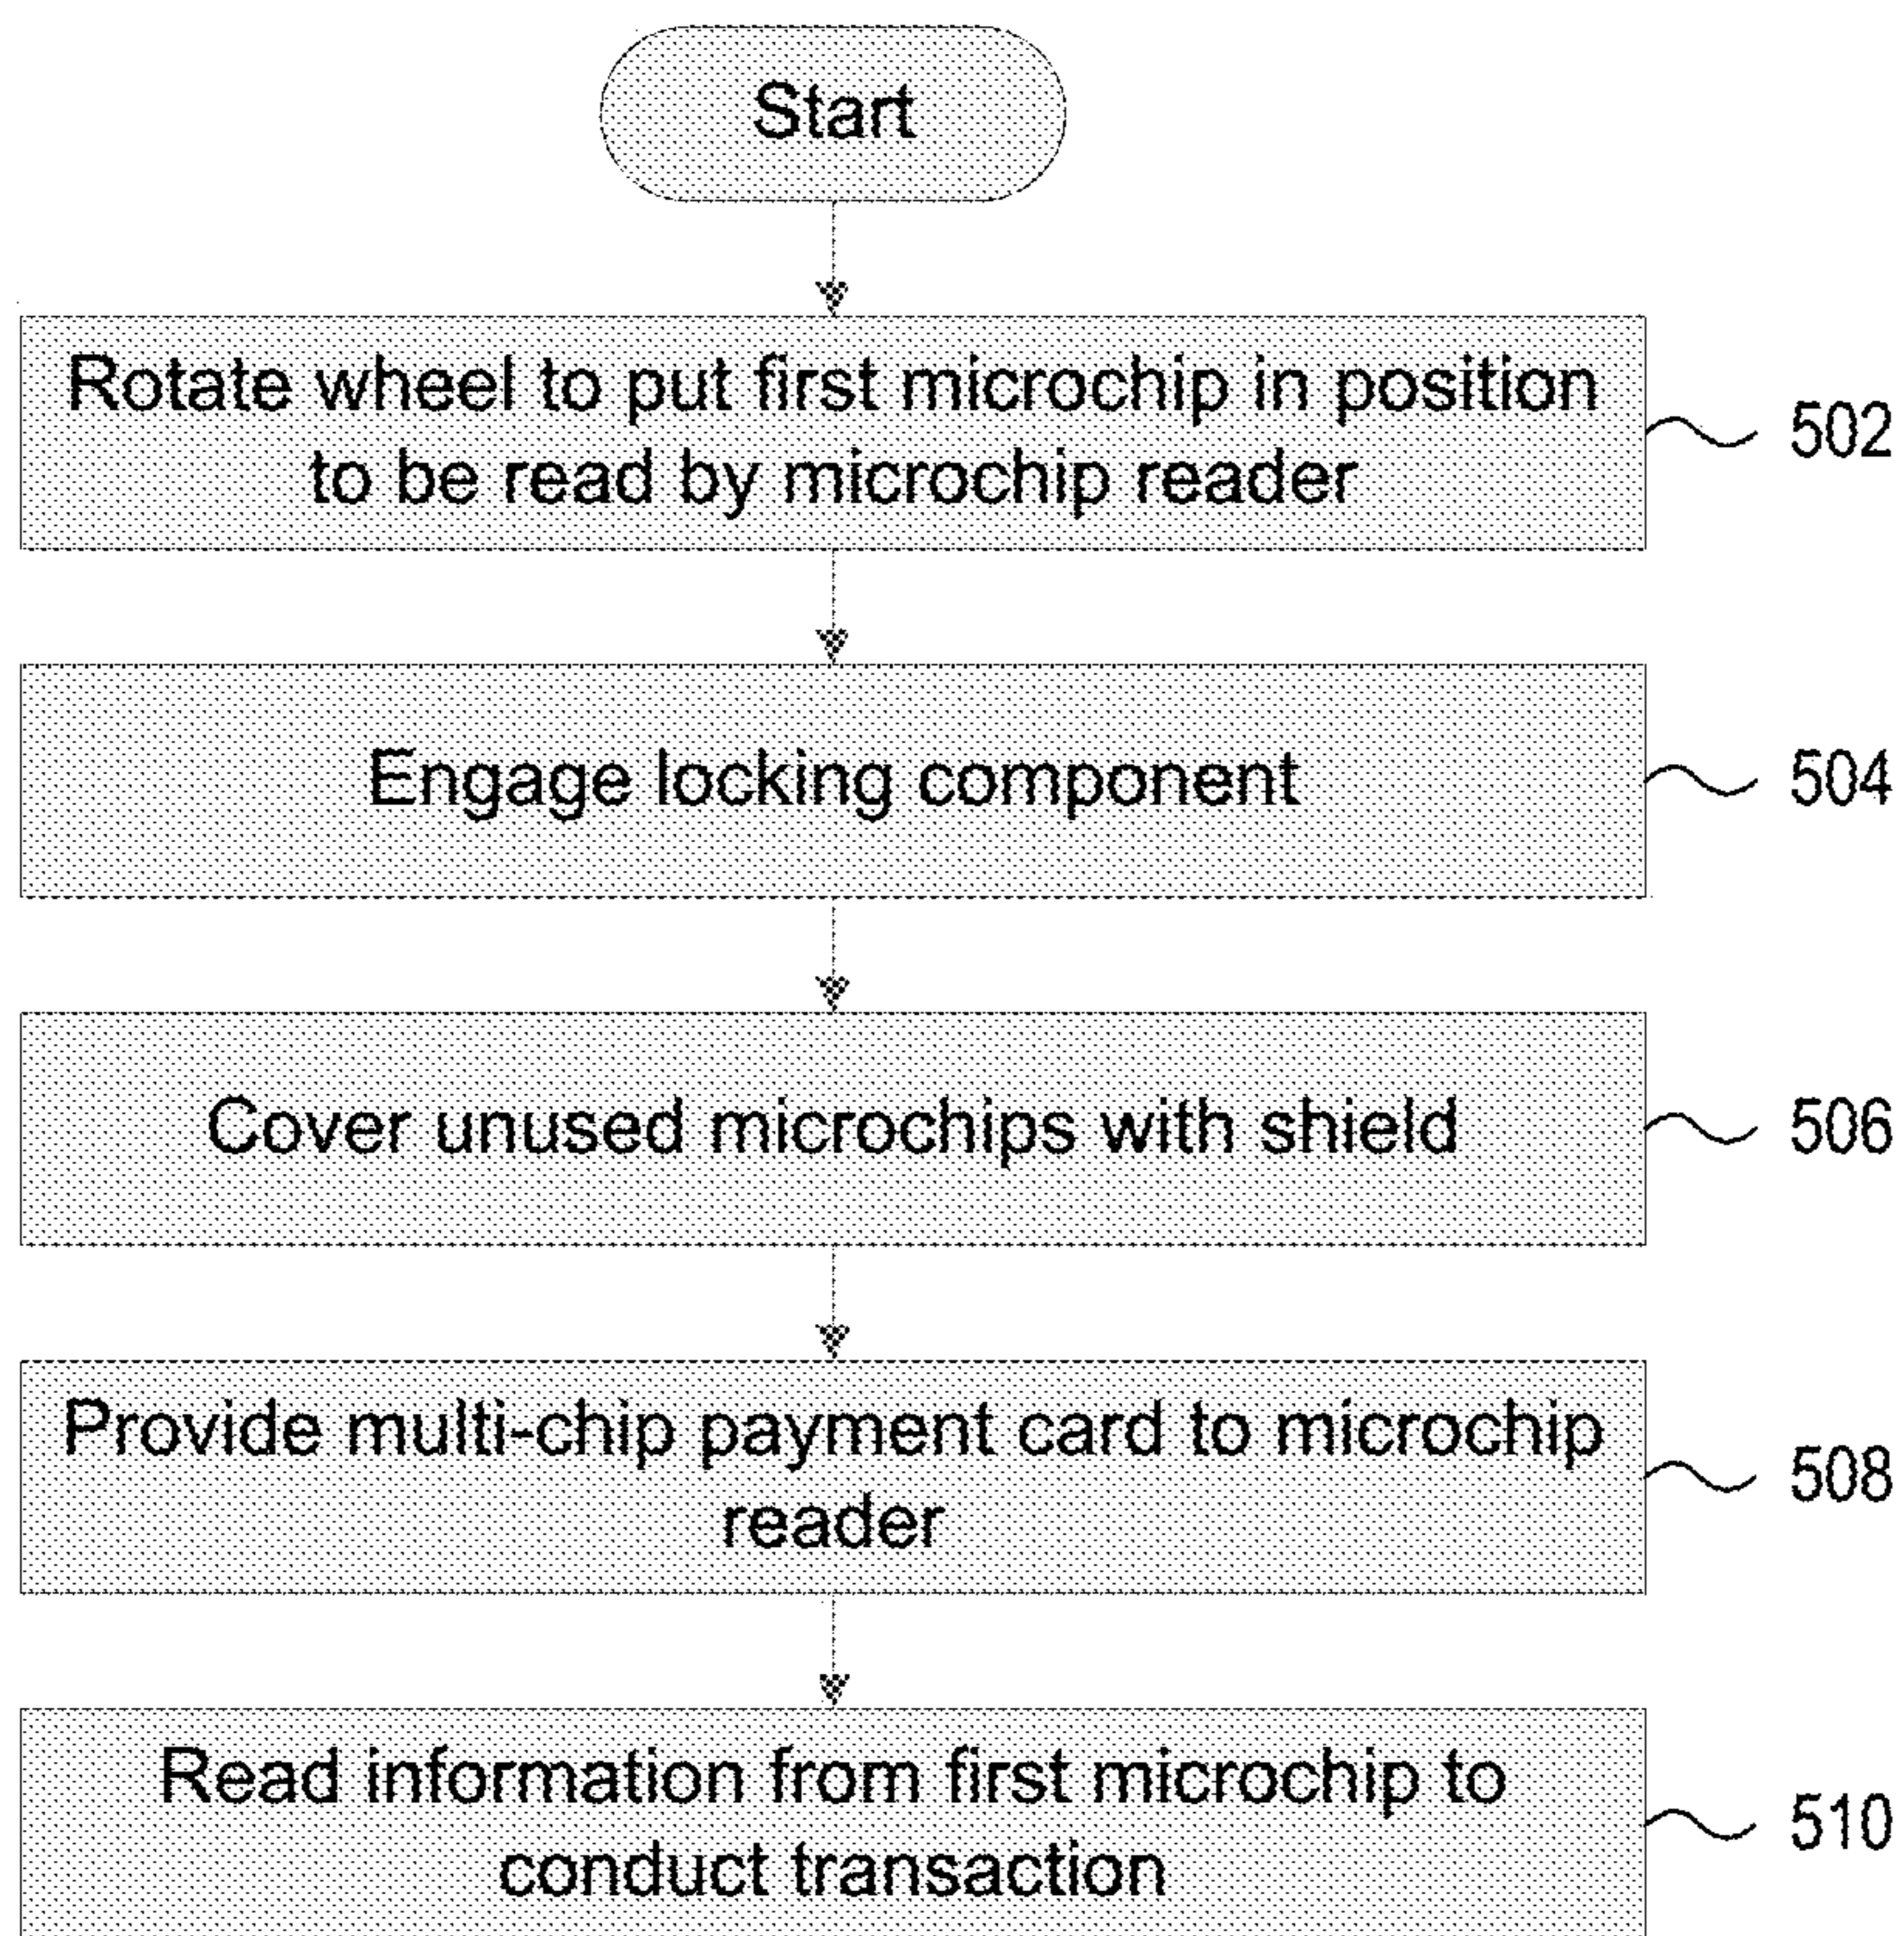 Start
Rotate wheel to put first microchip in position
to be read by microchip reader
502
Engage locking component
504
Cover unused microchips with shield
506
Provide multi-chip payment card to microchip
reader
508
Read information from first microchip to
conduct transaction
510